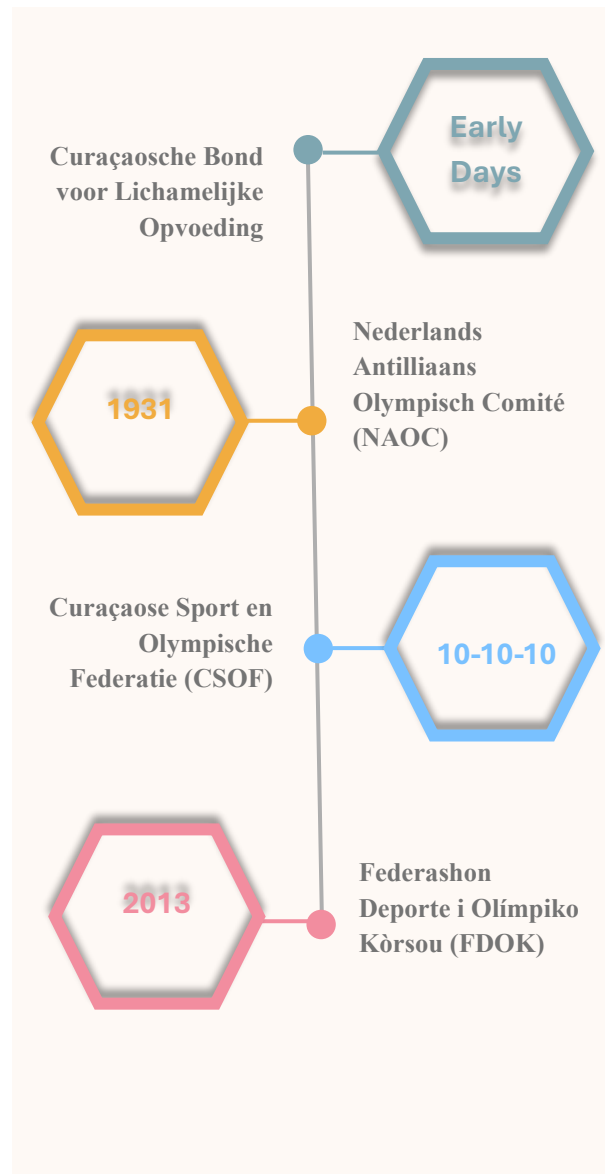 Early
Days
Curaçaosche Bond
voor Lichamelijke
Opvoeding
1931
Nederlands
Antilliaans
Olympisch Comité
(NAOC)
Curaçaose Sport en
Olympische
Federatie (CSOF)
10-10-10
2013
Federashon
Deporte i Olímpiko
Kòrsou (FDOK)